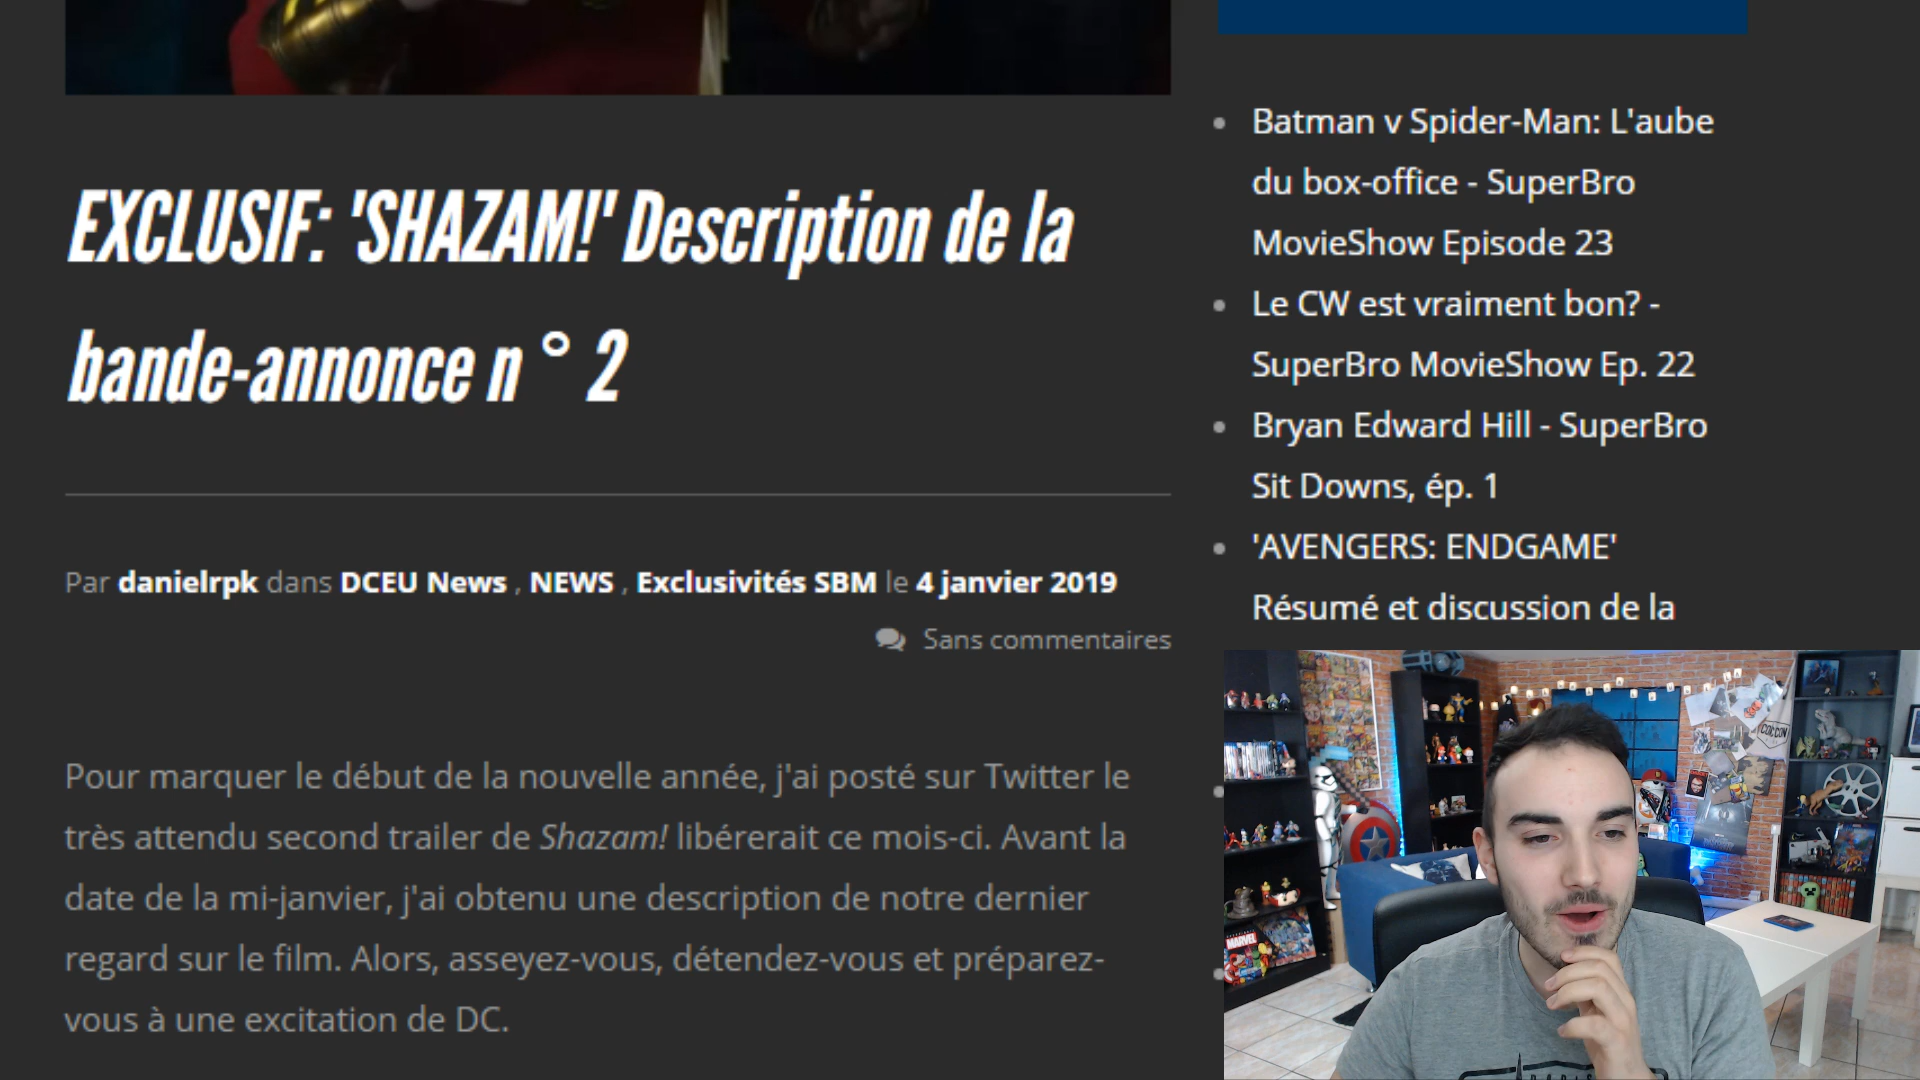 EXCLUSIF: 'SHAZAM!' Description de la
bande-annonce n ° 2
Par danielrpk dans DCEU News , NEWS , Exclusivités SBM le 4 janvier 2019
Sans commentaires
Pour marquer le début de la nouvelle année, j'ai posté sur Twitter le
très attendu second trailer de Shazam! libérerait ce mois-ci. Avant la
date de la mi-janvier, j'ai obtenu une description de notre dernier
regard sur le film. Alors, asseyez-vous, détendez-vous et préparez-
vous à une excitation de DC.
Batman v Spider-Man: L'aube
du box-office - SuperBro
MovieShow Episode 23
Le CW est vraiment bon? -
SuperBro MovieShow Ep. 22
Bryan Edward Hill - SuperBro
Sit Downs, ép. 1
'AVENGERS: ENDGAME'
Résumé et discussion de la
MARVEL